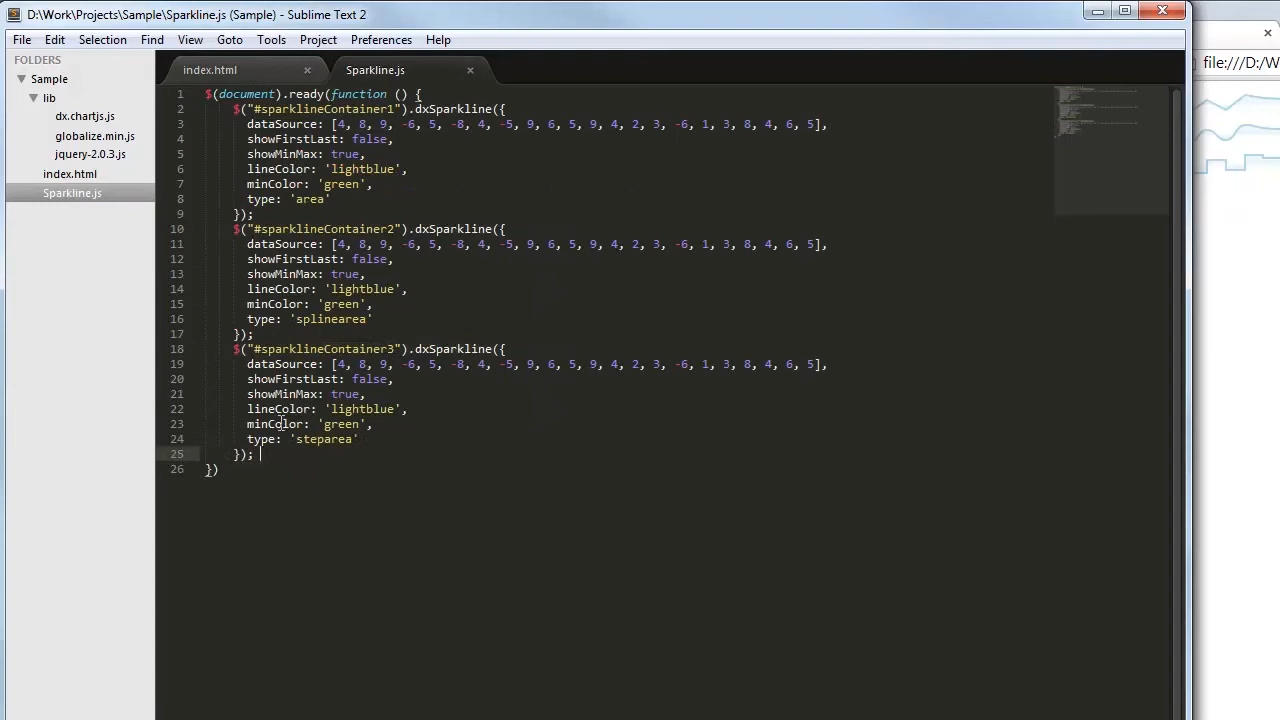 D:\Work\Projects\Sample\Sparkline.js (Sample) - Sublime Text 2
File Edit Selection Find View Goto Tools Project Preferences Help
FOLDERS
Sample
lib
dx.chartjs.js
globalize.min.js
jquery-2.0.3.js
index.html
Sparkline.js
index.html × Sparkline.js ×
1 $(document).ready(function () {
2 $("#sparklineContainer1").dxSparkline({
3 dataSource: [4, 8, 9, -6, 5, -8, 4, -5, 9, 6, 5, 9, 4, 2, 3, -6, 1, 3, 8, 4, 6, 5],
4 showFirstLast: false,
5 showMinMax: true,
6 lineColor: 'lightblue',
7 minColor: 'green',
8 type: 'area'
9 });
10 $("#sparklineContainer2").dxSparkline({
11 dataSource: [4, 8, 9, -6, 5, -8, 4, -5, 9, 6, 5, 9, 4, 2, 3, -6, 1, 3, 8, 4, 6, 5],
12 showFirstLast: false,
13 showMinMax: true,
14 lineColor: 'lightblue',
15 minColor: 'green',
16 type: 'splinearea'
17 });
18 $("#sparklineContainer3").dxSparkline({
19 dataSource: [4, 8, 9, -6, 5, -8, 4, -5, 9, 6, 5, 9, 4, 2, 3, -6, 1, 3, 8, 4, 6, 5],
20 showFirstLast: false,
21 showMinMax: true,
22 lineColor: 'lightblue',
23 minColor: 'green',
24 type: 'steparea'
25 });
26 })
file:///D:/W